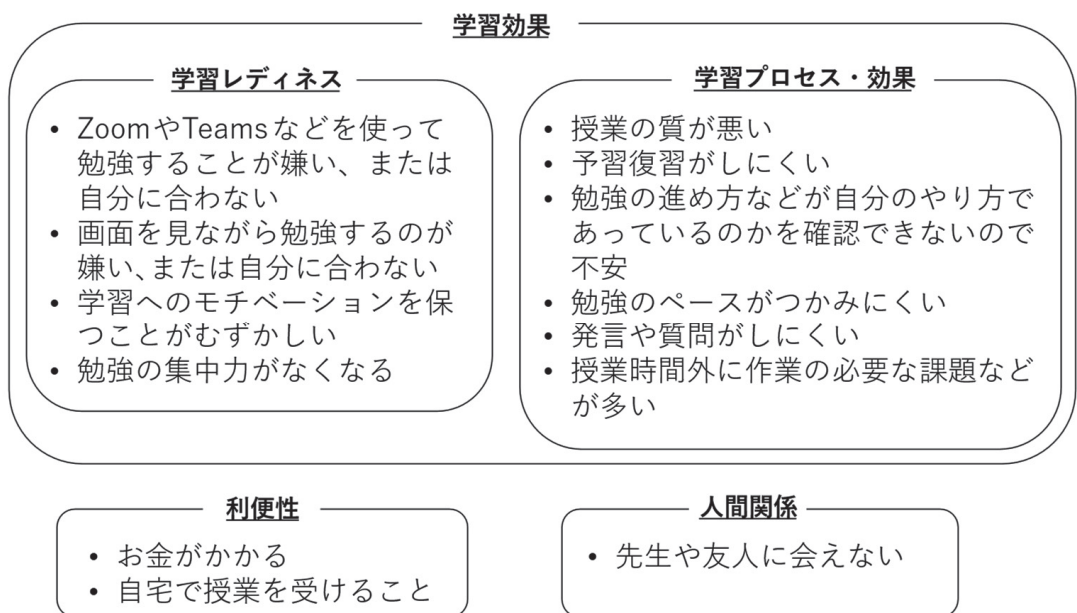 学習効果
学習レディネス
• ZoomやTeamsなどを使って
勉強することが嫌い、または
自分に合わない
• 画面を見ながら勉強するのが
嫌い、または自分に合わない
• 学習へのモチベーションを保
つことがむずかしい
• 勉強の集中力がなくなる
学習プロセス・効果
• 授業の質が悪い
• 予習復習がしにくい
• 勉強の進め方などが自分のやり方で
あっているのかを確認できないので
不安
• 勉強のペースがつかみにくい
• 発言や質問がしにくい
• 授業時間外に作業の必要な課題など
が多い
利便性
• お金がかかる
• 自宅で授業を受けること
人間関係
• 先生や友人に会えない